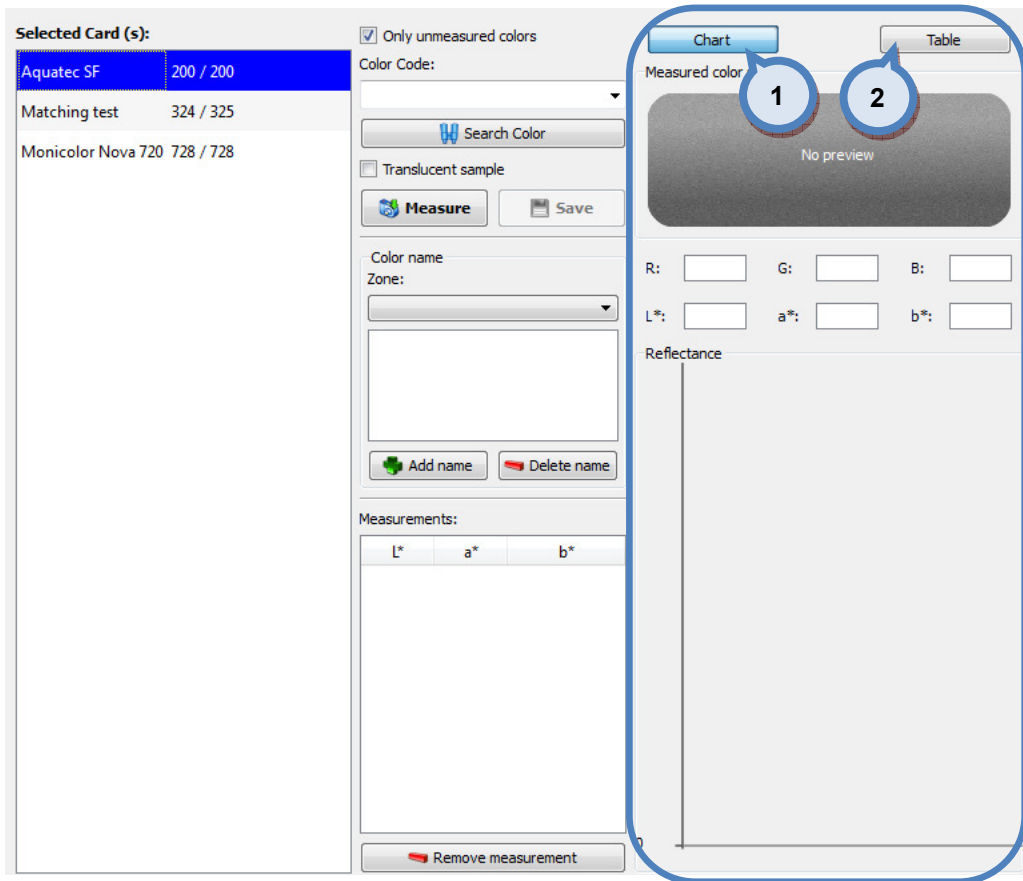 Selected Card (s):
Aquatec SF 200 / 200
Matching test 324 / 325
Monicolor Nova 720 728 / 728
Only unmeasured colors
Color Code:
Search Color
Translucent sample
Measure Save
Color name
Zone:
Add name Delete name
Measurements:
L* a* b*
Remove measurement
Chart Table
1 2
Measured color
No preview
R: G: B:
L*: a*: b*:
Reflectance
0